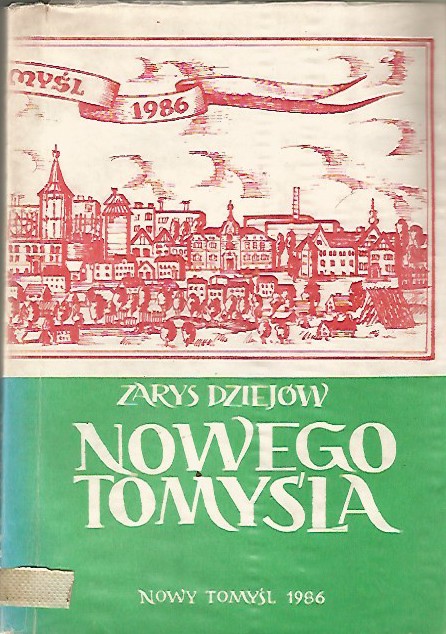 MYŚL
1986
ZARYS DZIEJÓW
NOWEGO
TOMYŚLA
NOWY TOMYŚL 1986